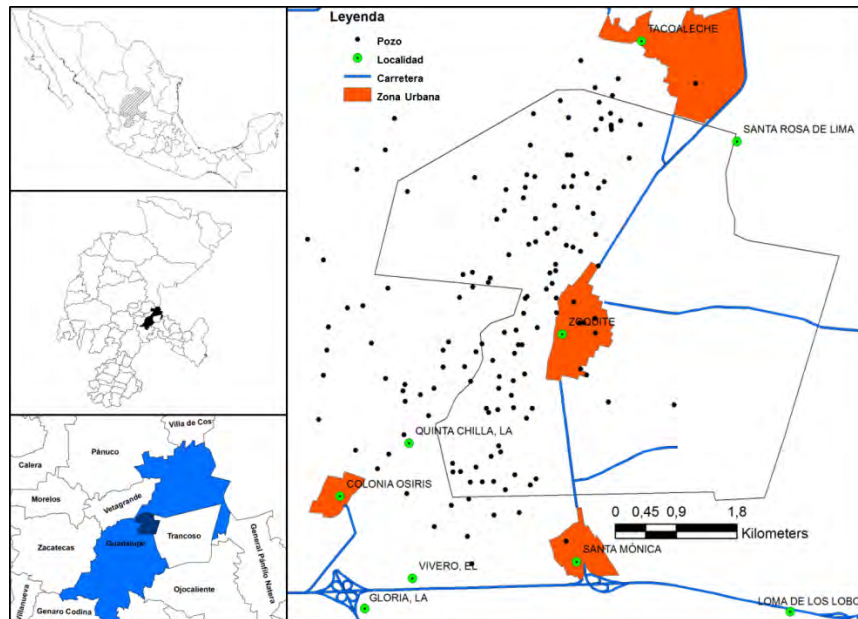 Leyenda
Pozo
Localidad
Carretera
Zona Urbana
TACOALECHE
SANTA ROSA DE LIMA
ZOQUITE
QUINTA CHILLA, LA
COLONIA OSIRIS
SANTA MÓNICA
VIVERO, EL
GLORIA, LA
LOMA DE LOS LOBO
0 0,45 0,9 1,8
Kilometers
Villa de Cos
Pánuco
Calera
Morelos
Vetagrande
Zacatecas
Guadalupe
Trancoso
General Pánfilo Natera
Ojocaliente
Villanueva
Genaro Codina